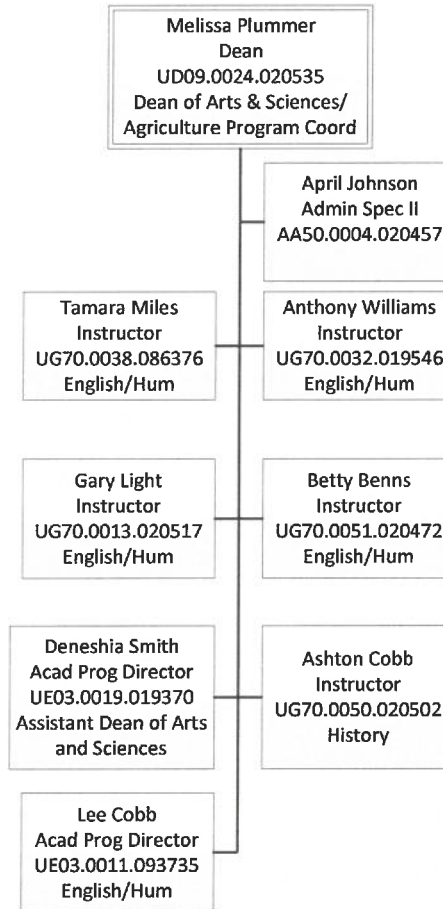 Melissa Plummer
Dean
UD09.0024.020535
Dean of Arts & Sciences/
Agriculture Program Coord
April Johnson
Admin Spec II
AA50.0004.020457
Tamara Miles
Instructor
UG70.0038.086376
English/Hum
Anthony Williams
Instructor
UG70.0032.019546
English/Hum
Gary Light
Instructor
UG70.0013.020517
English/Hum
Betty Benns
Instructor
UG70.0051.020472
English/Hum
Deneshia Smith
Acad Prog Director
UE03.0019.019370
Assistant Dean of Arts
and Sciences
Ashton Cobb
Instructor
UG70.0050.020502
History
Lee Cobb
Acad Prog Director
UE03.0011.093735
English/Hum